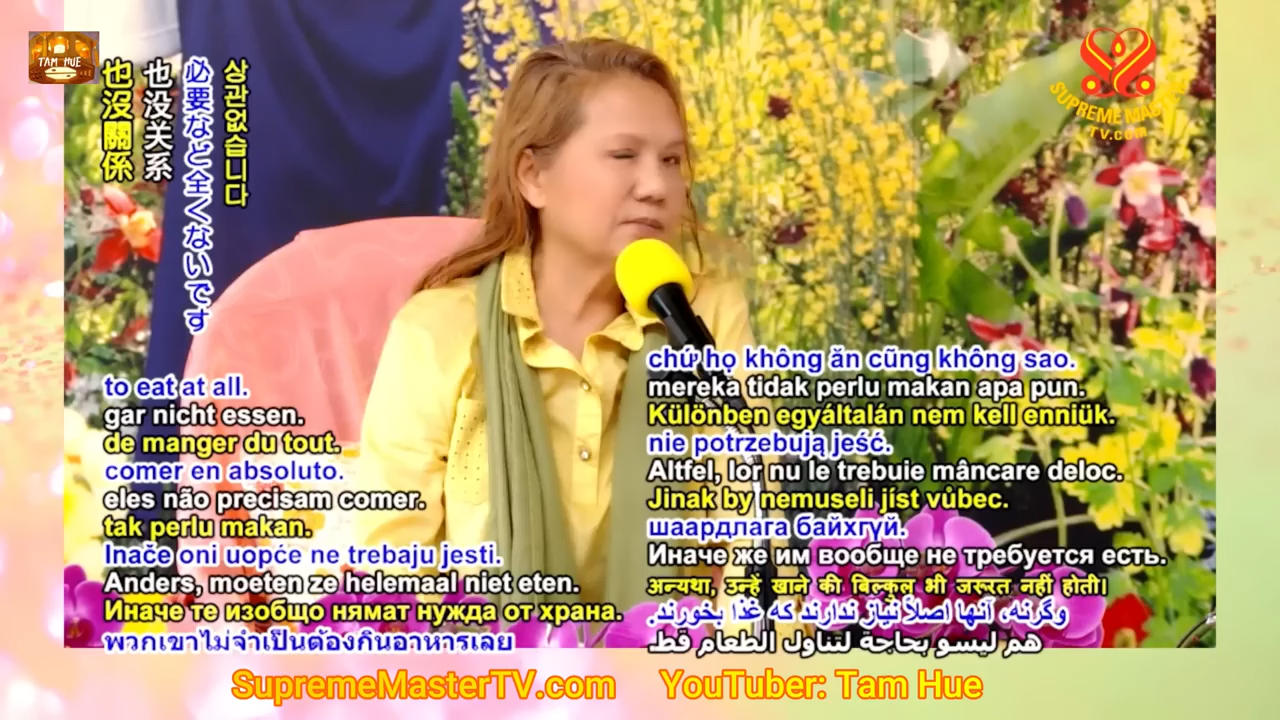 TAM HUE
也沒關係
也没关系
必要など全くないです
상관없습니다
SUPREME MASTER
TV.COM
to eat at all.
gar nicht essen.
de manger du tout.
comer en absoluto.
eles não precisam comer.
tak perlu makan.
Inače oni uopće ne trebaju jesti.
Anders, moeten ze helemaal niet eten.
Иначе те изобщо нямат нужда от храна.
พวกเขาไม่จำเป็นต้องกินอาหารเลย
chứ họ không ăn cũng không sao.
mereka tidak perlu makan apa pun.
Különben egyáltalán nem kell enniük.
nie potrzebują jeść.
Altfel, lor nu le trebuie mâncare deloc.
Jinak by nemuseli jíst vůbec.
шаардлага байхгүй.
Иначе же им вообще не требуется есть.
अन्यथा, उन्हें खाने की बिल्कुल भी जरूरत नहीं होती।
وگرنه، آنها اصلاً نیاز ندارند که غذا بخورند.
هم ليسو بحاجة لتناول الطعام قط
SupremeMasterTV.com YouTuber: Tam Hue